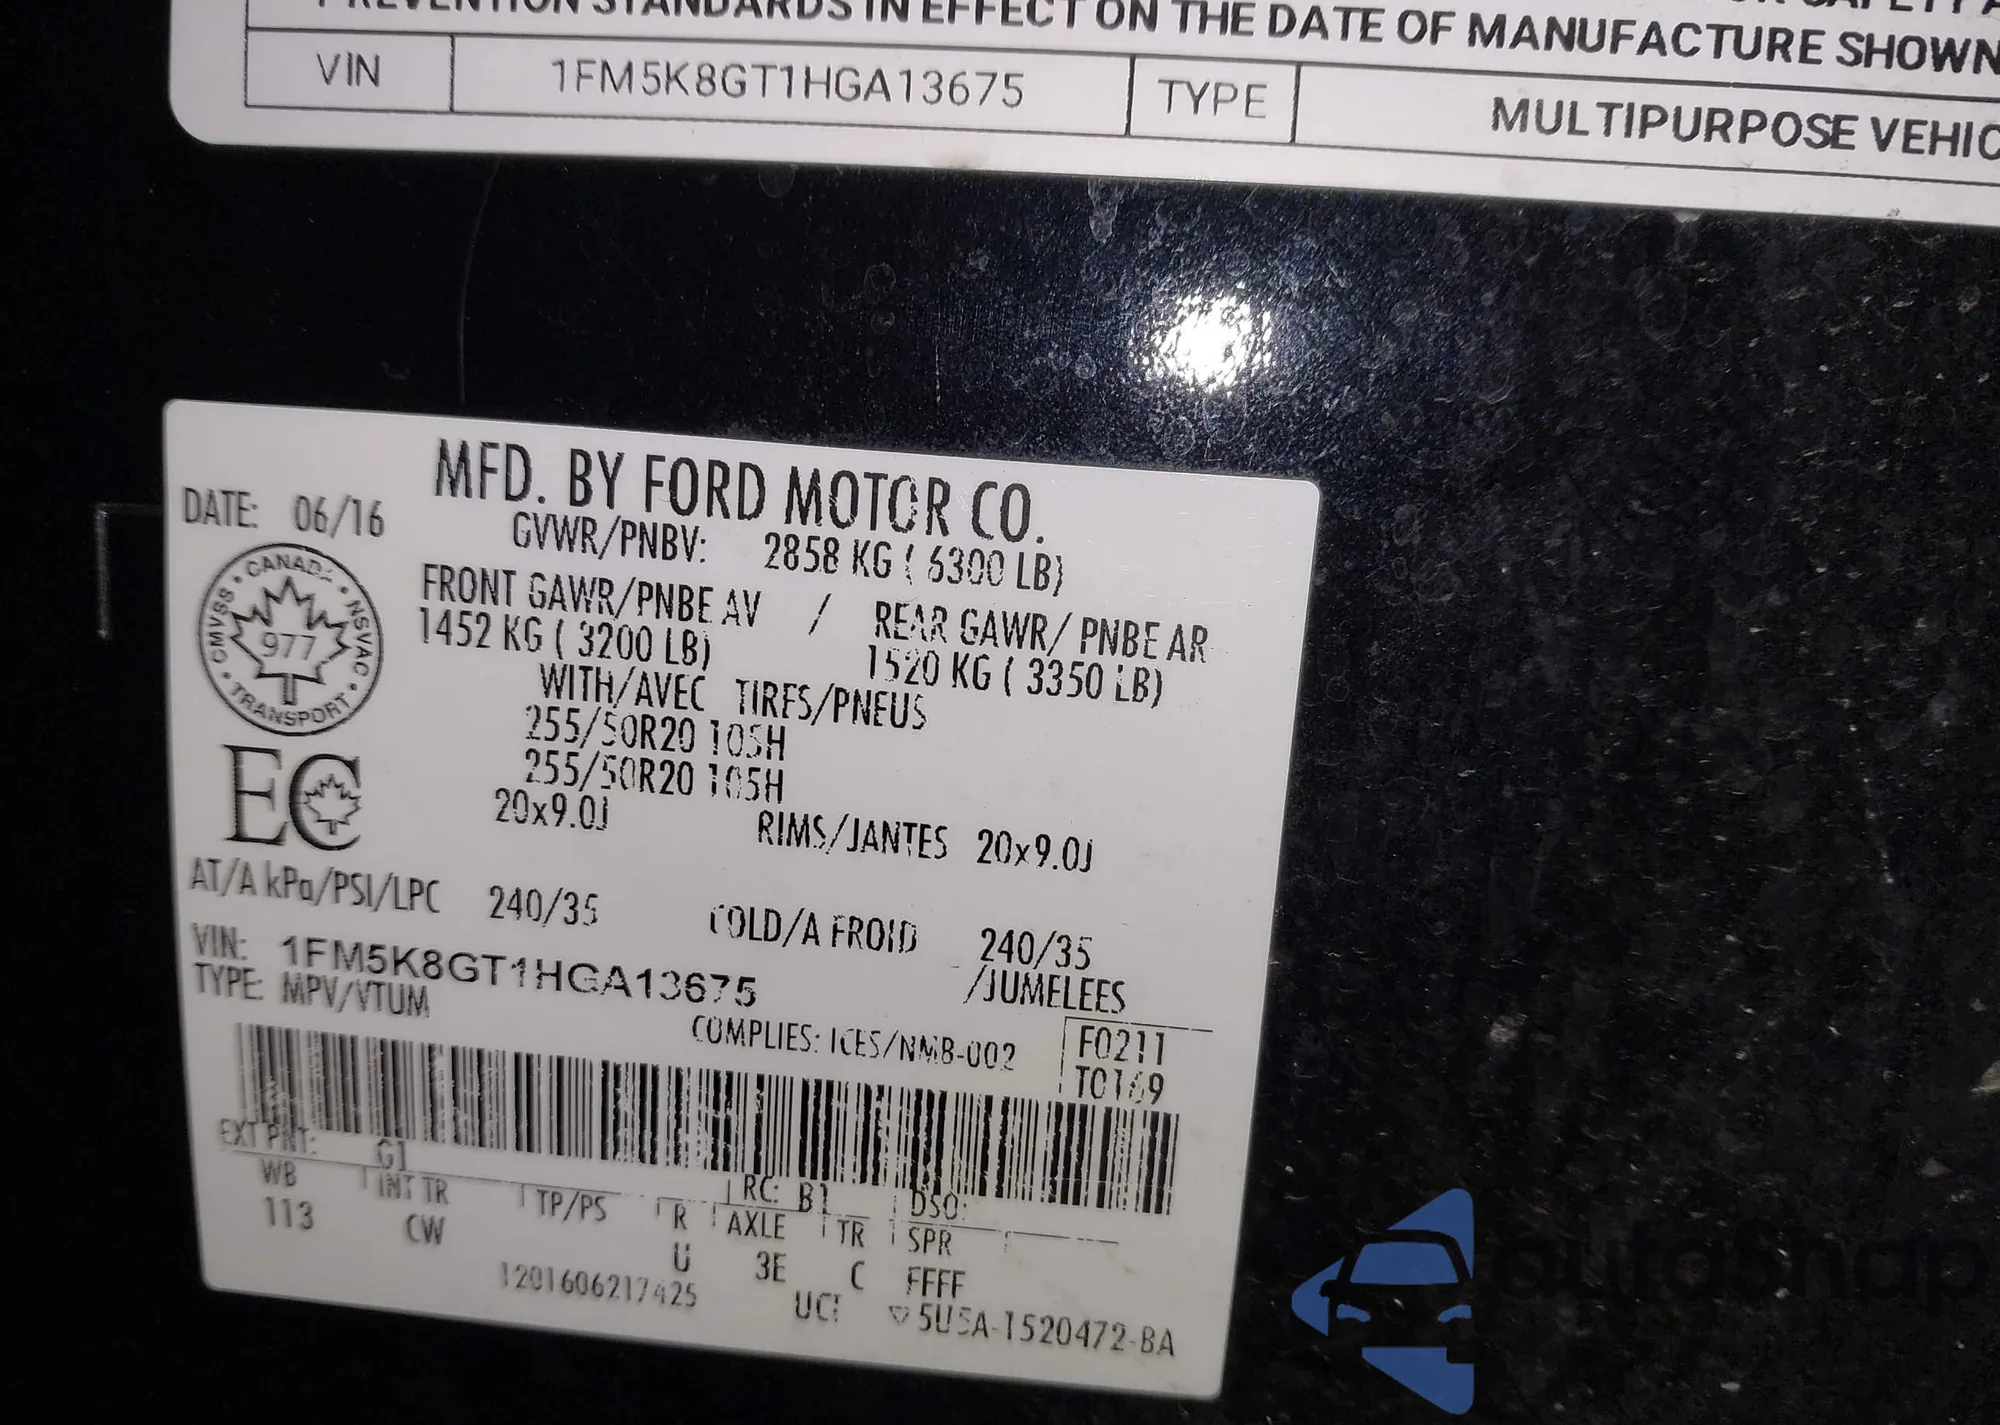 PREVENTION STANDARDS IN EFFECT ON THE DATE OF MANUFACTURE SHOWN
VIN 1FM5K8GT1HGA13675 TYPE MULTIPURPOSE VEHIC
MFD. BY FORD MOTOR CO.
DATE: 06/16
GVWR/PNBV: 2858 KG ( 6300 LB)
FRONT GAWR/PNBE AV / REAR GAWR/ PNBE AR
1452 KG ( 3200 LB) 1520 KG ( 3350 LB)
WITH/AVEC TIRES/PNEUS
255/50R20 105H
255/50R20 105H
20x9.0J RIMS/JANTES 20x9.0J
CANADA
CMVSS 977 NSVAC
TRANSPORT
EC
AT/A kPa/PSI/LPC 240/35 COLD/A FROID 240/35
VIN: 1FM5K8GT1HGA13675 /JUMELEES
TYPE: MPV/VTUM
COMPLIES: ICES/NMB-002 F0211
T0169
EXT PNT: G1 RC: B1 DSO:
WB INT TR TP/PS R AXLE TR SPR
113 CW U 3E C FFFF
1201606217425 UCI 5U5A-1520472-BA
autosnap